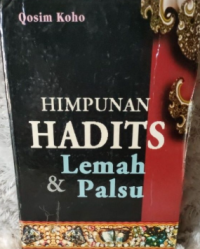 Qosim Koho
HIMPUNAN
HADITS
Lemah
& Palsu